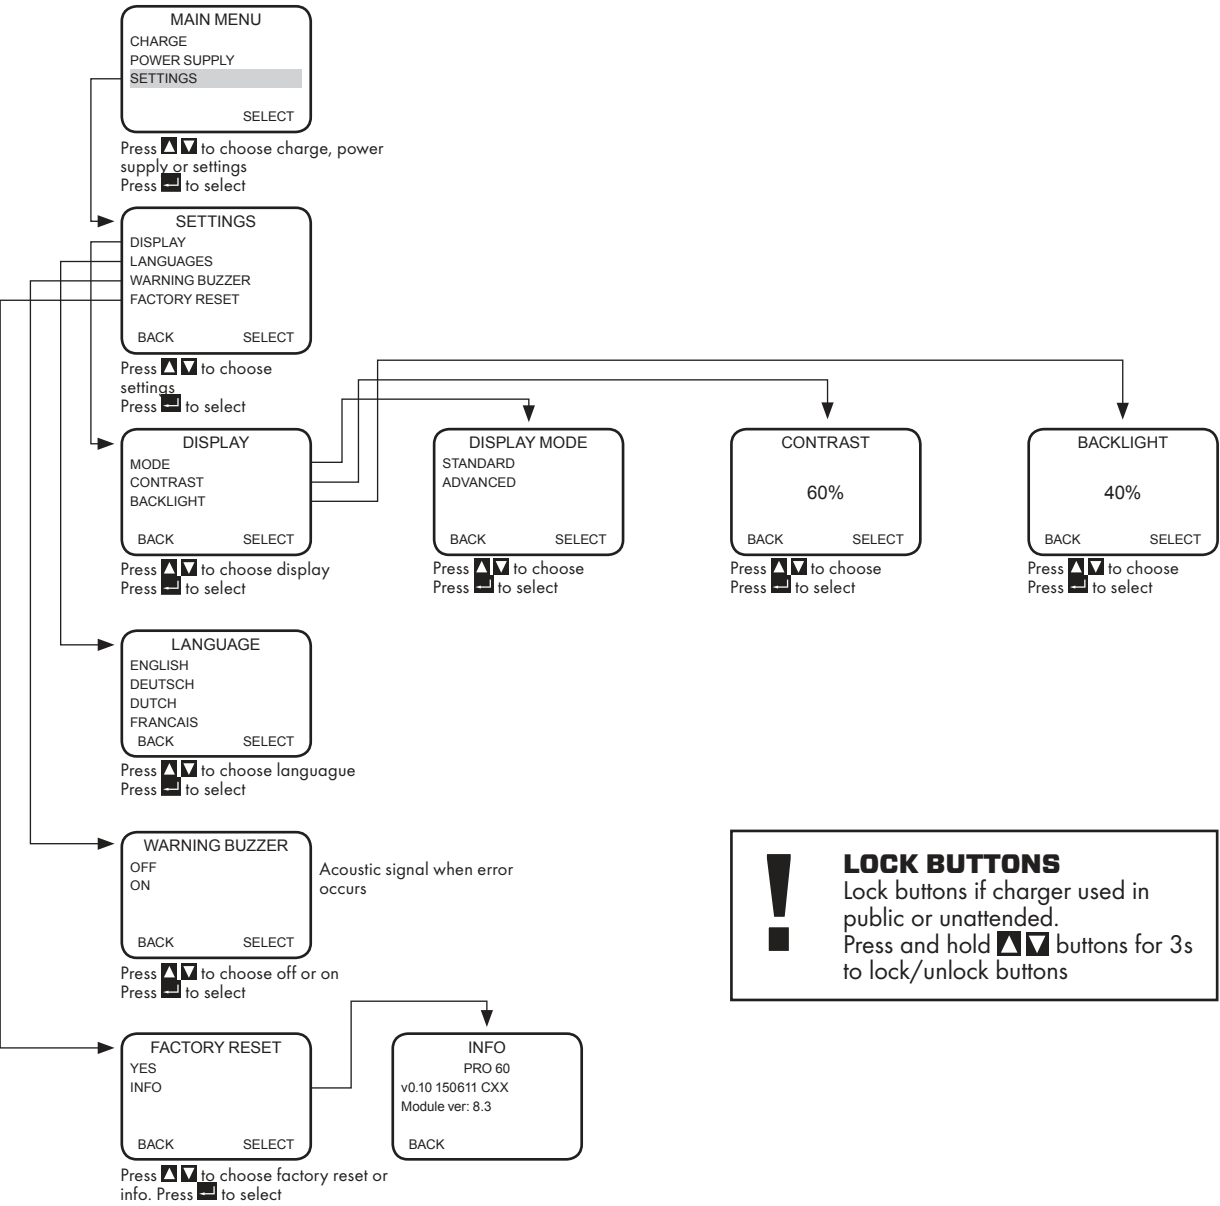 MAIN MENU
CHARGE
POWER SUPPLY
SETTINGS
SELECT
Press to choose charge, power
supply or settings
Press to select
SETTINGS
DISPLAY
LANGUAGES
WARNING BUZZER
FACTORY RESET
BACK SELECT
Press to choose
settings
Press to select
DISPLAY
MODE
CONTRAST
BACKLIGHT
BACK SELECT
Press to choose display
Press to select
DISPLAY MODE
STANDARD
ADVANCED
BACK SELECT
Press to choose
Press to select
CONTRAST
60%
BACK SELECT
Press to choose
Press to select
BACKLIGHT
40%
BACK SELECT
Press to choose
Press to select
LANGUAGE
ENGLISH
DEUTSCH
DUTCH
FRANCAIS
BACK SELECT
Press to choose languague
Press to select
WARNING BUZZER
OFF
ON
BACK SELECT
Acoustic signal when error
occurs
Press to choose off or on
Press to select
! LOCK BUTTONS
Lock buttons if charger used in
public or unattended.
Press and hold buttons for 3s
to lock/unlock buttons
FACTORY RESET
YES
INFO
BACK SELECT
Press to choose factory reset or
info. Press to select
INFO
PRO 60
v0.10 150611 CXX
Module ver: 8.3
BACK